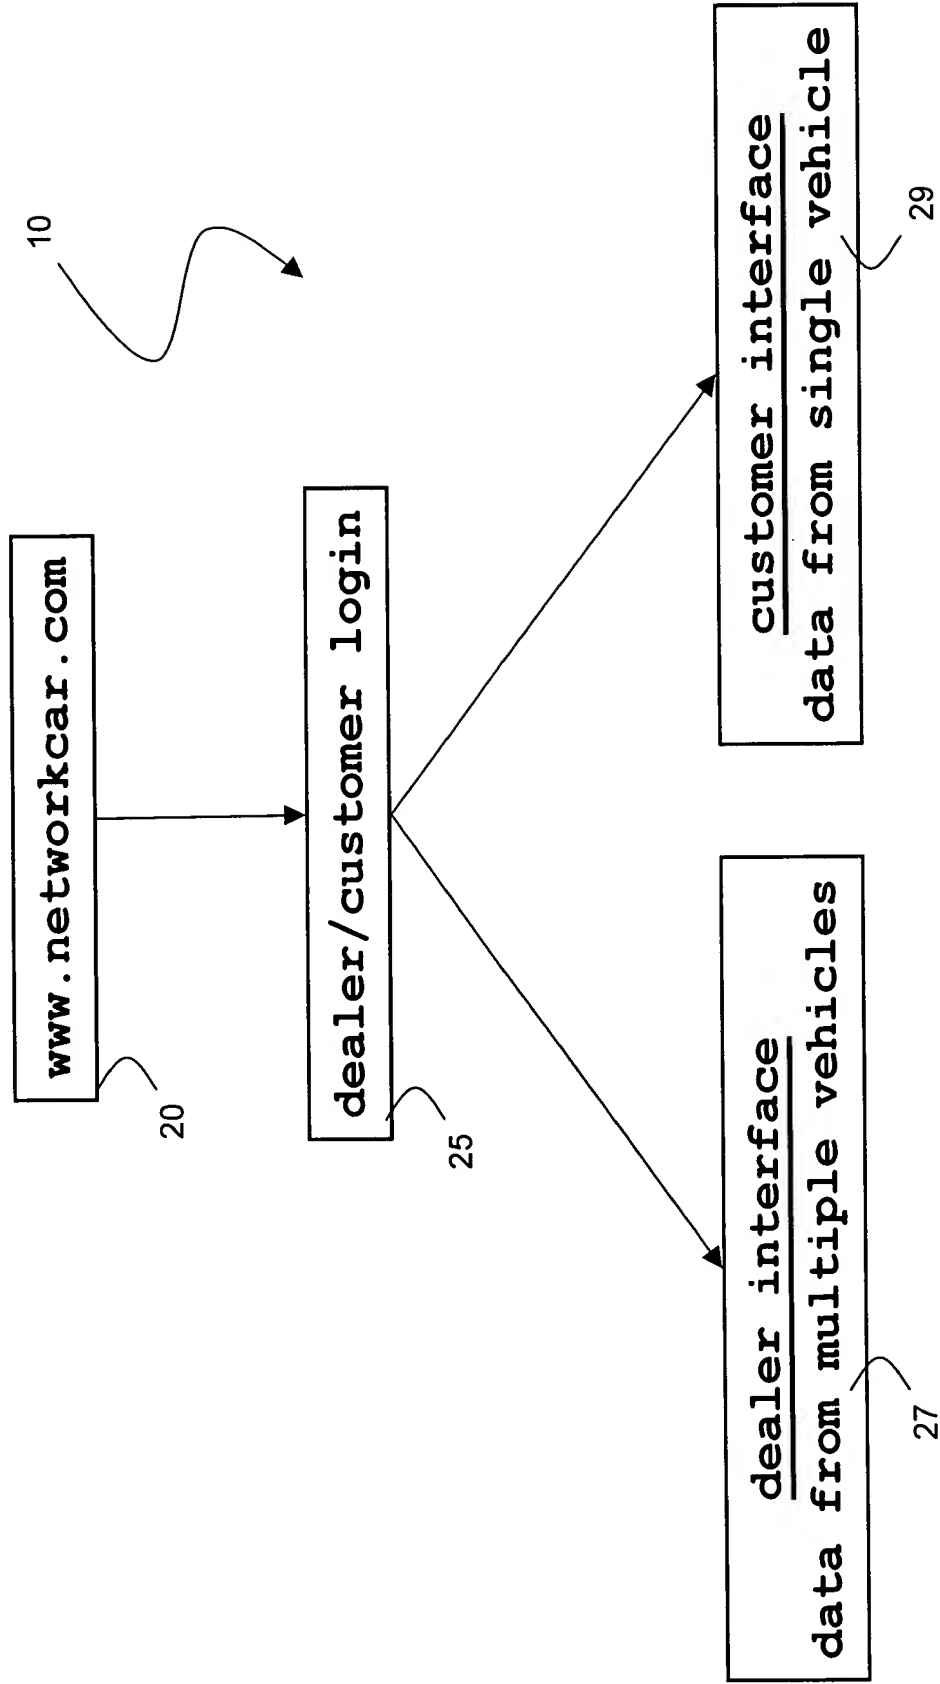 10
www.networkcar.com
20
dealer/customer login
25
dealer interface
data from multiple vehicles
27
customer interface
data from single vehicle
29